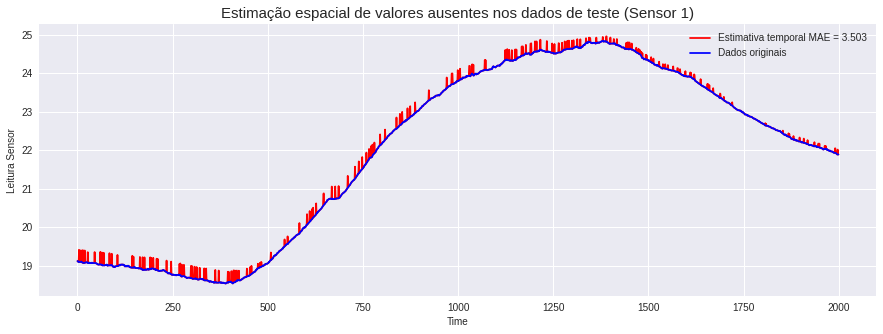 Estimação espacial de valores ausentes nos dados de teste (Sensor 1)
25
24
23
22
21
20
19
Leitura Sensor
Estimativa temporal MAE = 3.503
Dados originais
0 250 500 750 1000 1250 1500 1750 2000
Time